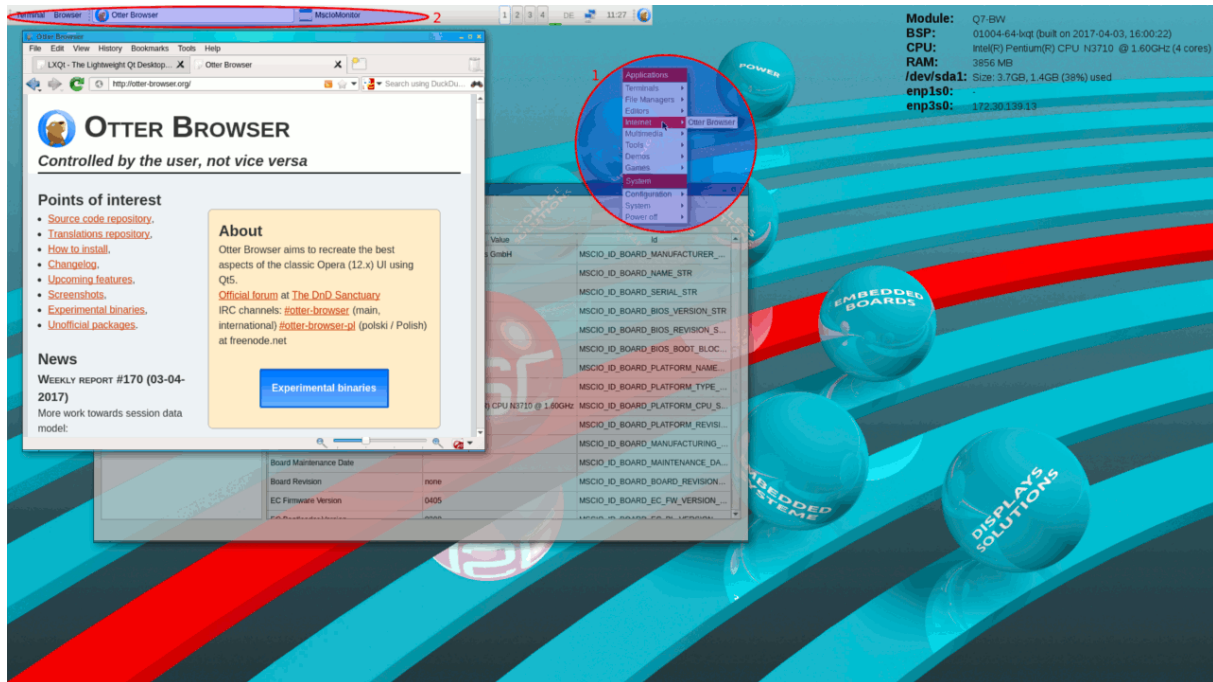 Terminal Browser Otter Browser MscIoMonitor 2 1 2 3 4 DE 11:27
Module: Q7-BW
BSP: 01004-64-lxqt (built on 2017-04-03, 16:00:22)
CPU: Intel(R) Pentium(R) CPU N3710 @ 1.60GHz (4 cores)
RAM: 3856 MB
/dev/sda1: Size: 3.7GB, 1.4GB (38%) used
enp1s0: -
enp3s0: 172.30.139.13
Otter Browser
File Edit View History Bookmarks Tools Help
LXQt - The Lightweight Qt Desktop... X Otter Browser X
http://otter-browser.org/ Search using DuckDu...
OTTER BROWSER
Controlled by the user, not vice versa
Points of interest
• Source code repository,
• Translations repository,
• How to install,
• Changelog,
• Upcoming features,
• Screenshots,
• Experimental binaries,
• Unofficial packages.
News
WEEKLY REPORT #170 (03-04-
2017)
More work towards session data
model:
About
Otter Browser aims to recreate the best
aspects of the classic Opera (12.x) UI using
Qt5.
Official forum at The DnD Sanctuary
IRC channels: #otter-browser (main,
international) #otter-browser-pl (polski / Polish)
at freenode.net
Experimental binaries
1
Applications
Terminals
File Managers
Editors
Internet
Otter Browser
Multimedia
Tools
Demos
Games
System
Configuration
System
Power off
Value Id
GmbH MSCIO_ID_BOARD_MANUFACTURER_...
MSCIO_ID_BOARD_NAME_STR
MSCIO_ID_BOARD_SERIAL_STR
MSCIO_ID_BOARD_BIOS_VERSION_STR
MSCIO_ID_BOARD_BIOS_REVISION_S...
MSCIO_ID_BOARD_BIOS_BOOT_BLOC...
MSCIO_ID_BOARD_PLATFORM_NAME...
MSCIO_ID_BOARD_PLATFORM_TYPE_...
CPU N3710 @ 1.60GHz MSCIO_ID_BOARD_PLATFORM_CPU_S...
MSCIO_ID_BOARD_PLATFORM_REVISI...
MSCIO_ID_BOARD_MANUFACTURING_...
Board Maintenance Date MSCIO_ID_BOARD_MAINTENANCE_DA...
Board Revision none MSCIO_ID_BOARD_BOARD_REVISION...
EC Firmware Version 0405 MSCIO_ID_BOARD_EC_FW_VERSION_...
POWER
EMBEDDED
BOARDS
DISPLAYS
SOLUTIONS